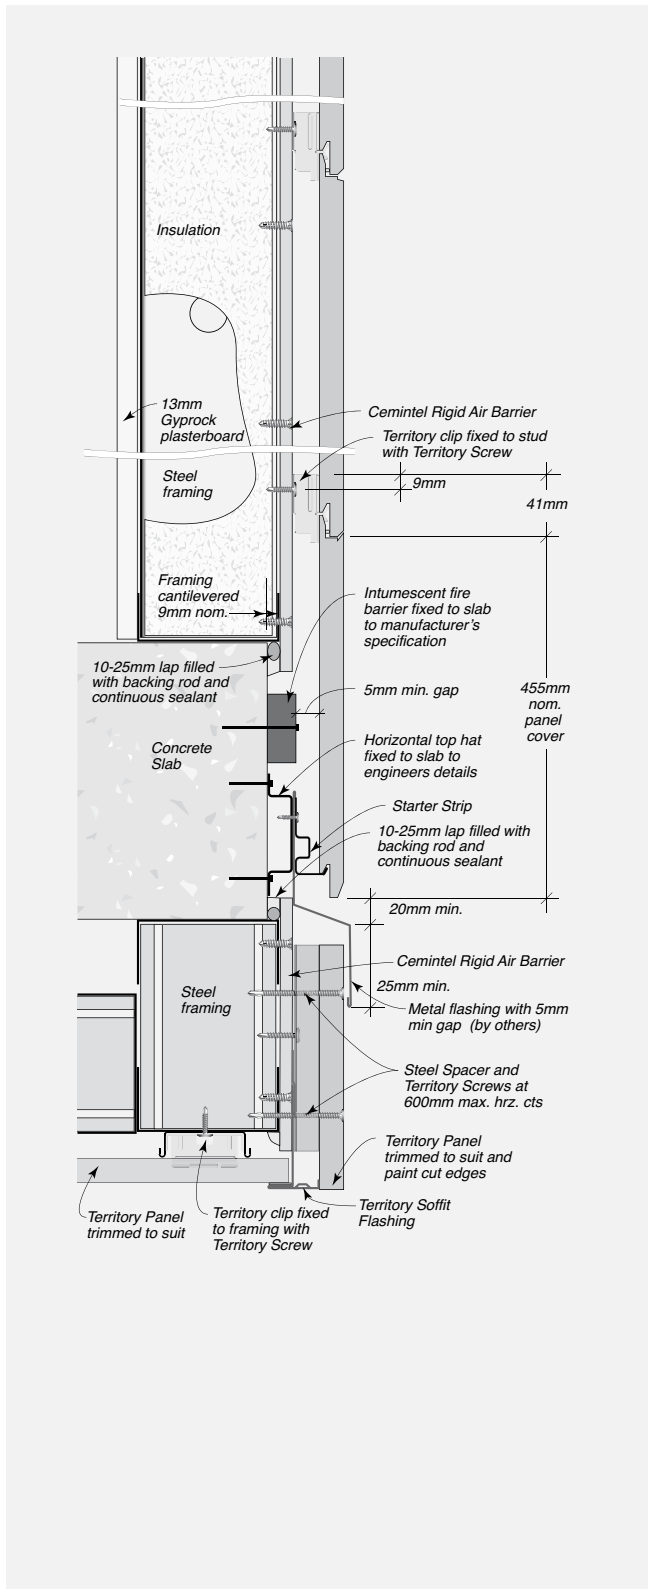 Insulation
13mm
Gyprock
plasterboard
Cemintel Rigid Air Barrier
Territory clip fixed to stud
with Territory Screw
Steel
framing
9mm
41mm
Framing
cantilevered
9mm nom.
Intumescent fire
barrier fixed to slab
to manufacturer’s
specification
10-25mm lap filled
with backing rod and
continuous sealant
5mm min. gap
455mm
nom.
panel
cover
Concrete
Slab
Horizontal top hat
fixed to slab to
engineers details
Starter Strip
10-25mm lap filled with
backing rod and
continuous sealant
20mm min.
Cemintel Rigid Air Barrier
25mm min.
Steel
framing
Metal flashing with 5mm
min gap (by others)
Steel Spacer and
Territory Screws at
600mm max. hrz. cts
Territory Panel
trimmed to suit and
paint cut edges
Territory Panel
trimmed to suit
Territory clip fixed
to framing with
Territory Screw
Territory Soffit
Flashing